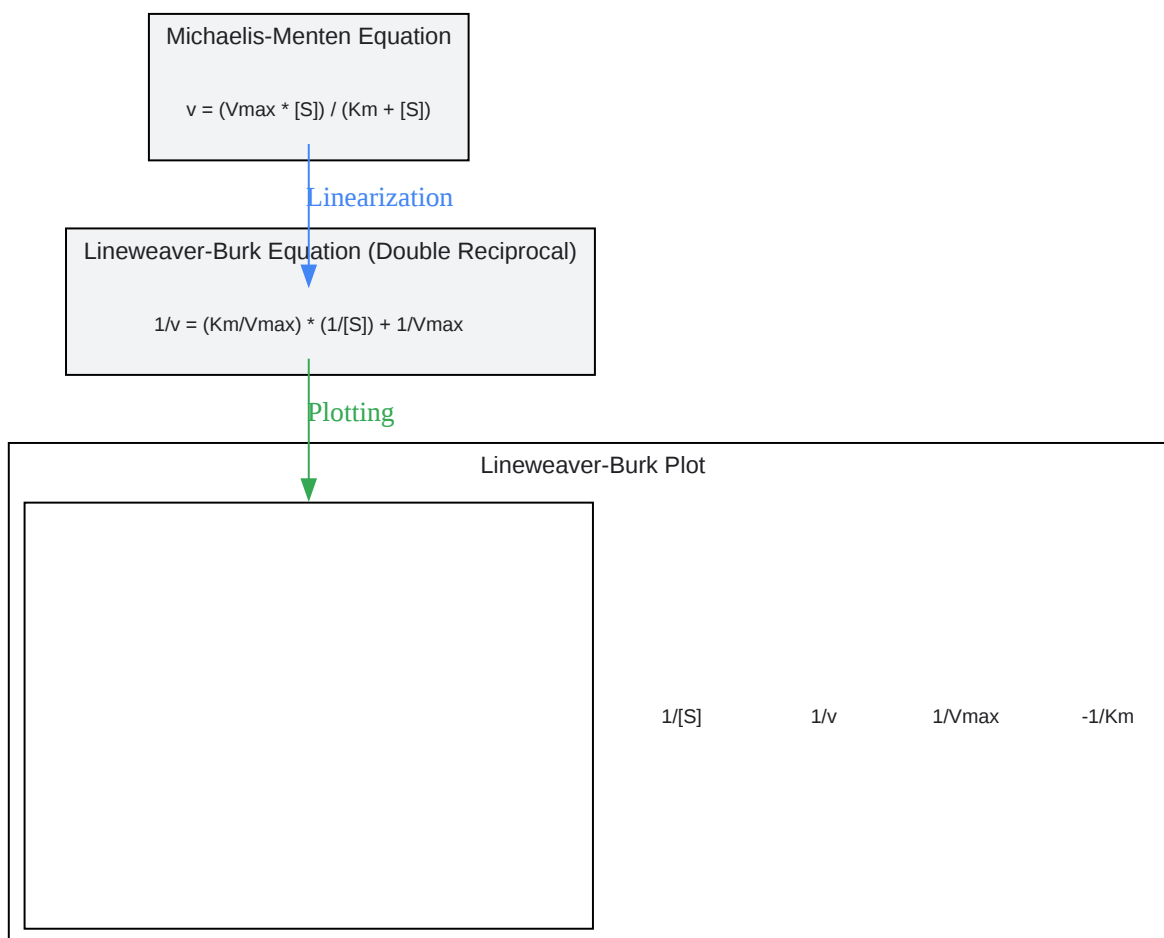 Michaelis-Menten Equation
v = (Vmax * [S]) / (Km + [S])
Linearization
Lineweaver-Burk Equation (Double Reciprocal)
1/v = (Km/Vmax) * (1/[S]) + 1/Vmax
Plotting
Lineweaver-Burk Plot
1/[S] 1/v 1/Vmax -1/Km